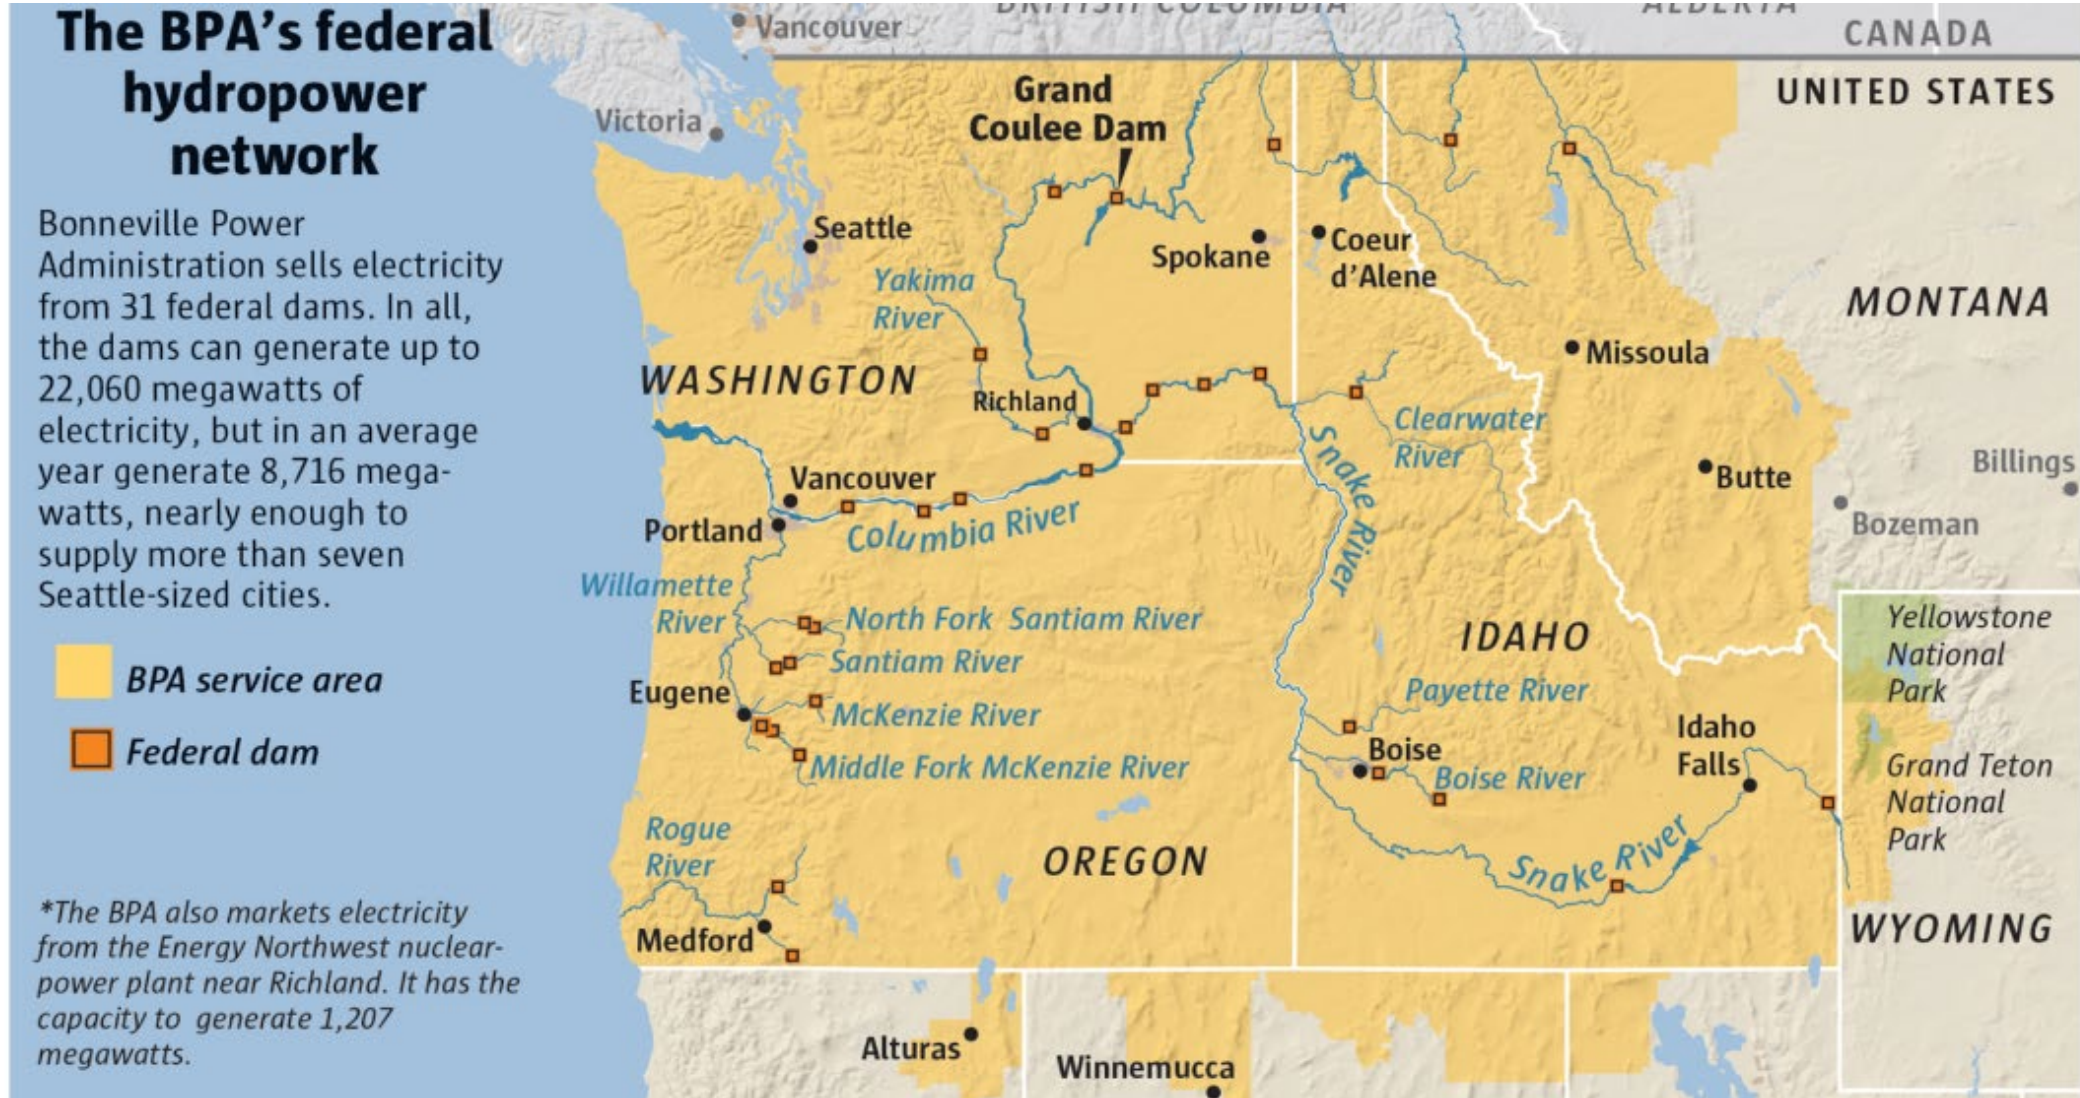 The BPA's federal
hydropower
network
Bonneville Power
Administration sells electricity
from 31 federal dams. In all,
the dams can generate up to
22,060 megawatts of
electricity, but in an average
year generate 8,716 mega-
watts, nearly enough to
supply more than seven
Seattle-sized cities.
BPA service area
Federal dam
*The BPA also markets electricity
from the Energy Northwest nuclear-
power plant near Richland. It has the
capacity to generate 1,207
megawatts.
BRITISH COLUMBIA
ALBERTA
Vancouver
CANADA
UNITED STATES
Victoria
Grand
Coulee Dam
Seattle
Spokane
Coeur
d'Alene
Yakima
River
MONTANA
Missoula
WASHINGTON
Richland
Clearwater
River
Snake River
Billings
Butte
Bozeman
Vancouver
Portland
Columbia River
Willamette
River
North Fork Santiam River
Santiam River
IDAHO
Yellowstone
National
Park
Eugene
McKenzie River
Payette River
Middle Fork McKenzie River
Boise
Boise River
Idaho
Falls
Grand Teton
National
Park
Rogue
River
OREGON
Snake River
Medford
WYOMING
Alturas
Winnemucca